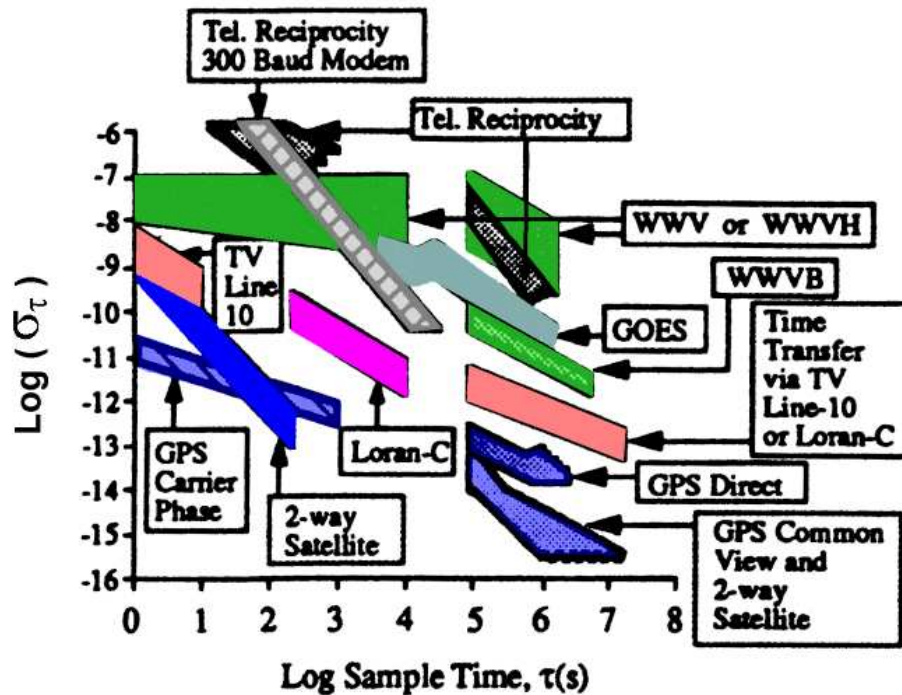 Tel. Reciprocity
300 Baud Modem
Tel. Reciprocity
-6
-7
-8
-9
-10
-11
-12
-13
-14
-15
-16
Log (στ)
WWV or WWVH
TV
Line-
10
WWVB
GOES
Time
Transfer
via TV
Line-10
or Loran-C
GPS
Carrier
Phase
2-way
Satellite
Loran-C
GPS Direct
GPS Common
View and
2-way
Satellite
0 1 2 3 4 5 6 7 8
Log Sample Time, τ(s)